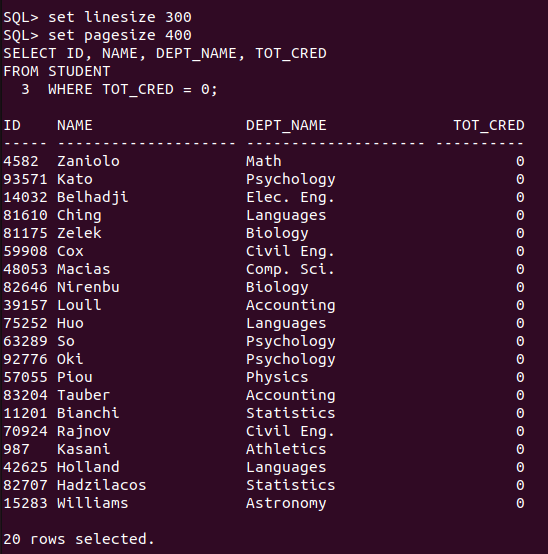 SQL> set linesize 300
SQL> set pagesize 400
SELECT ID, NAME, DEPT_NAME, TOT_CRED
FROM STUDENT
  3  WHERE TOT_CRED = 0;

ID    NAME                 DEPT_NAME              TOT_CRED
----- -------------------- -------------------- ----------
4582  Zaniolo              Math                          0
93571 Kato                 Psychology                    0
14032 Belhadji             Elec. Eng.                    0
81610 Ching                Languages                     0
81175 Zelek                Biology                       0
59908 Cox                  Civil Eng.                    0
48053 Macias               Comp. Sci.                    0
82646 Nirenbu              Biology                       0
39157 Loull                Accounting                    0
75252 Huo                  Languages                     0
63289 So                   Psychology                    0
92776 Oki                  Psychology                    0
57055 Piou                 Physics                       0
83204 Tauber               Accounting                    0
11201 Bianchi              Statistics                    0
70924 Rajnov               Civil Eng.                    0
987   Kasani               Athletics                     0
42625 Holland              Languages                     0
82707 Hadzilacos           Statistics                    0
15283 Williams             Astronomy                     0

20 rows selected.